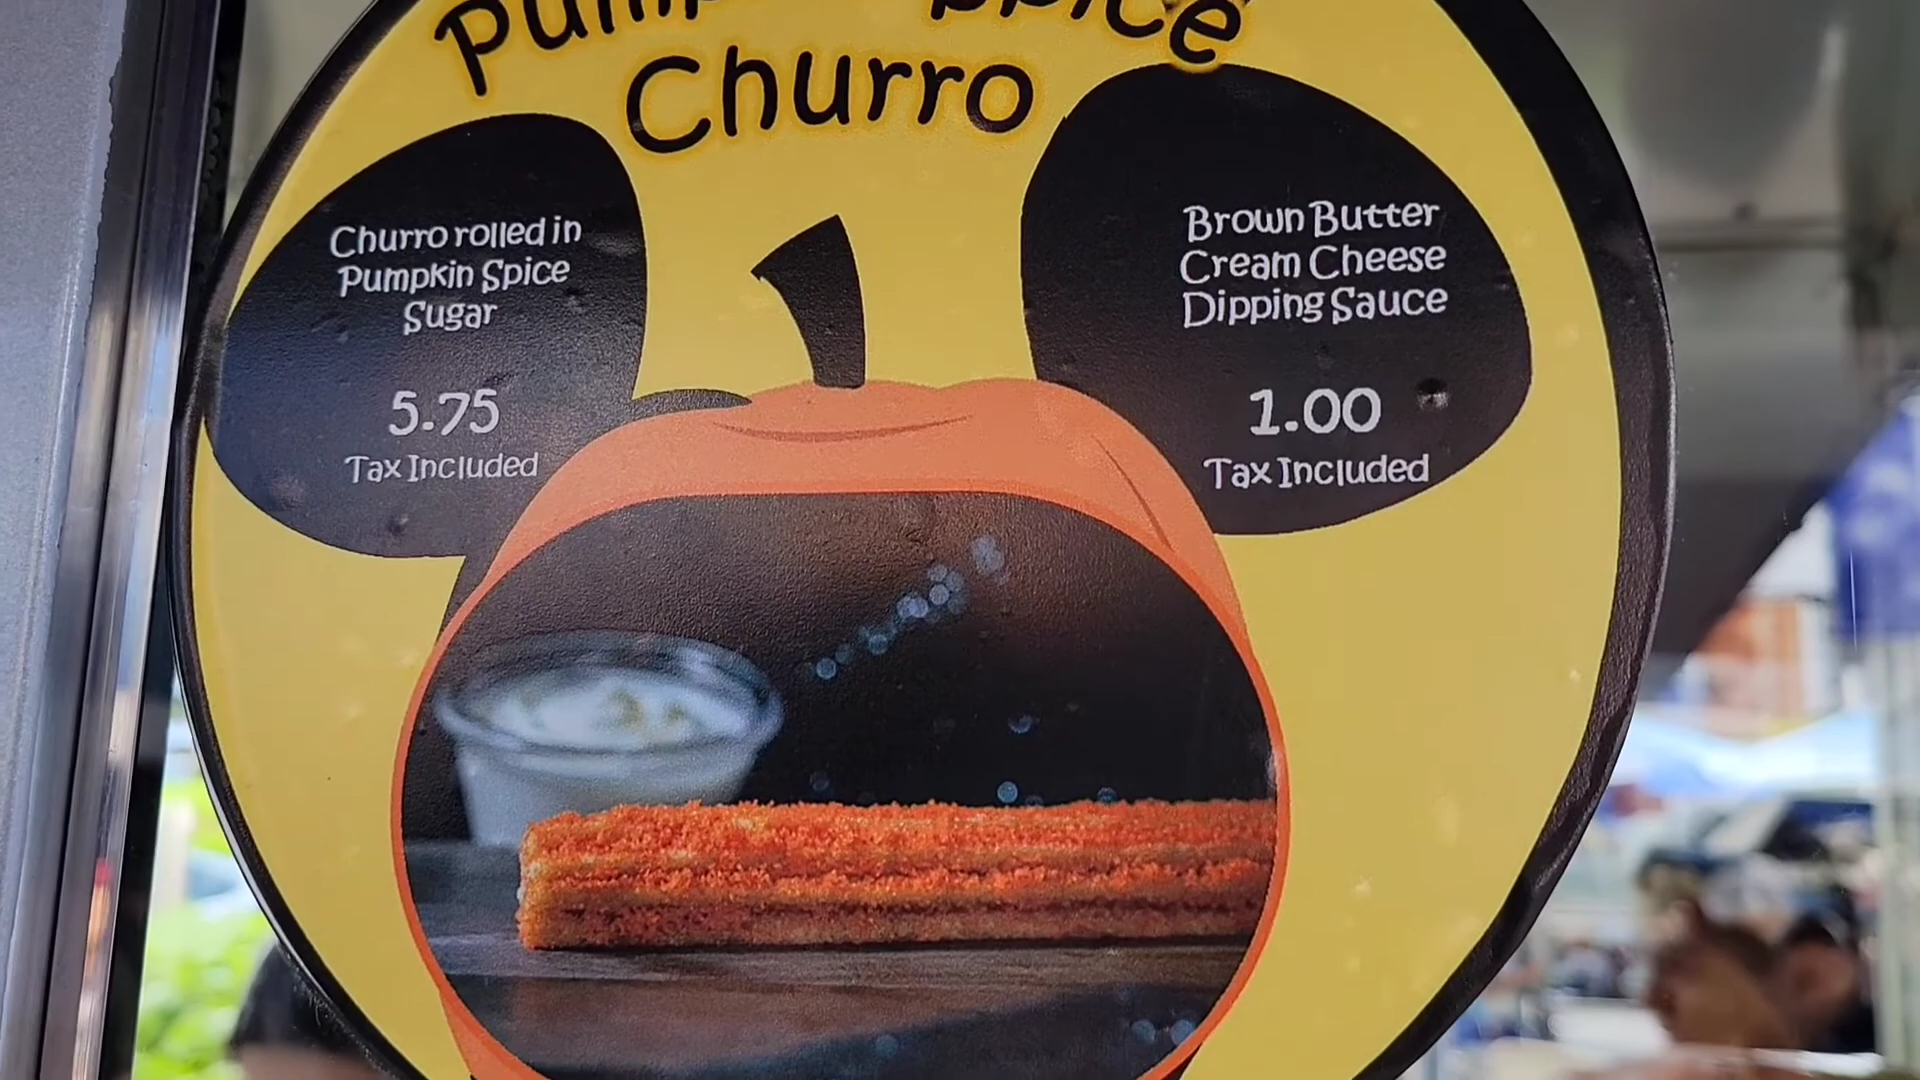 Spice
Churro
Churro rolled in
Pumpkin Spice
Sugar
5.75
Tax Included
Brown Butter
Cream Cheese
Dipping Sauce
1.00
Tax Included